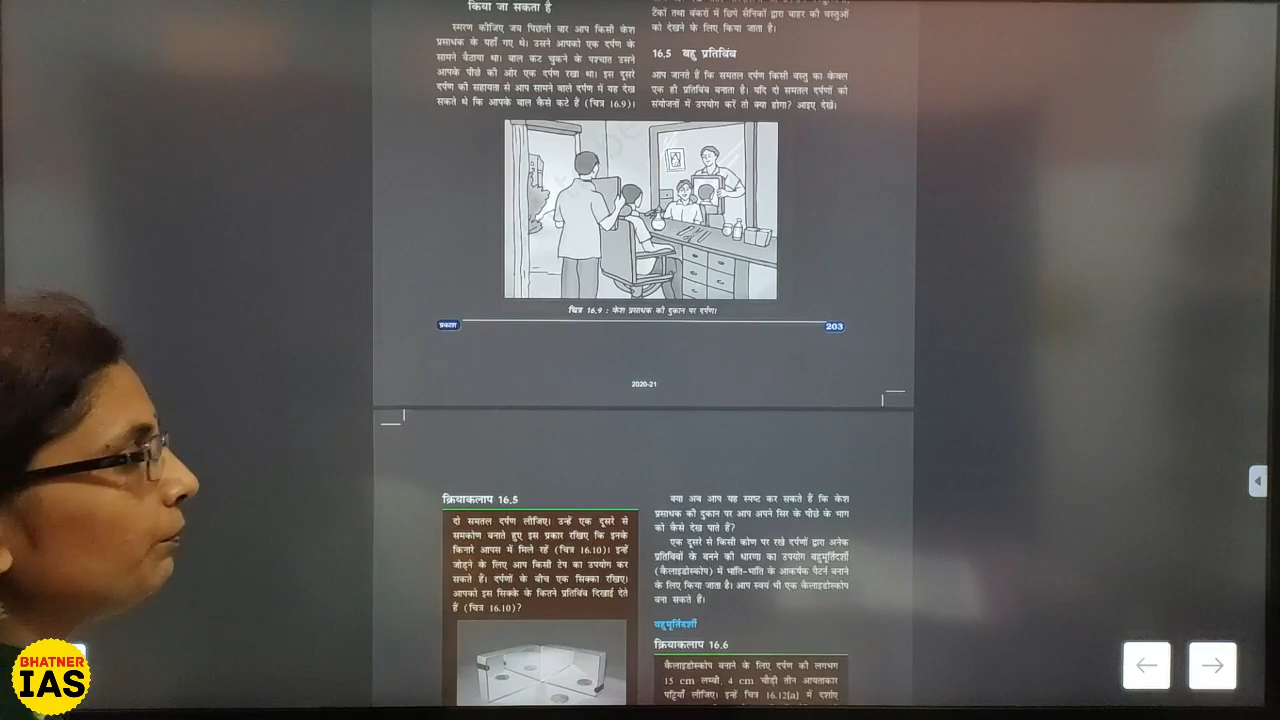 किया जा सकता है
स्मरण कीजिए जब पिछली बार आप किसी केश
प्रसाधक के यहाँ गए थे। उसने आपको एक दर्पण के
सामने बैठाया था। बाल कट चुकने के पश्चात उसने
आपके पीछे की ओर एक दर्पण रखा था। इस दूसरे
दर्पण की सहायता से आप सामने वाले दर्पण में यह देख
सकते थे कि आपके बाल कैसे कटे हैं (चित्र 16.9)।
टैंकों तथा बंकरों में छिपे सैनिकों द्वारा बाहर की वस्तुओं
को देखने के लिए किया जाता है।
16.5 बहु प्रतिबिंब
आप जानते हैं कि समतल दर्पण किसी वस्तु का केवल
एक ही प्रतिबिंब बनाता है। यदि दो समतल दर्पणों को
संयोजनों में उपयोग करें तो क्या होगा? आइए देखें।
चित्र 16.9 : केश प्रसाधक की दुकान पर दर्पण।
प्रकाश
203
2020-21
क्रियाकलाप 16.5
दो समतल दर्पण लीजिए। उन्हें एक दूसरे से
समकोण बनाते हुए इस प्रकार रखिए कि इनके
किनारे आपस में मिले रहें (चित्र 16.10)। इन्हें
जोड़ने के लिए आप किसी टेप का उपयोग कर
सकते हैं। दर्पणों के बीच एक सिक्का रखिए।
आपको इस सिक्के के कितने प्रतिबिंब दिखाई देते
हैं (चित्र 16.10)?
क्या अब आप यह स्पष्ट कर सकते हैं कि केश
प्रसाधक की दुकान पर आप अपने सिर के पीछे के भाग
को कैसे देख पाते हैं?
एक दूसरे से किसी कोण पर रखे दर्पणों द्वारा अनेक
प्रतिबिंबों के बनने की धारणा का उपयोग बहुमूर्तिदर्शी
(कैलाइडोस्कोप) में भांति-भांति के आकर्षक पैटर्न बनाने
के लिए किया जाता है। आप स्वयं भी एक कैलाइडोस्कोप
बना सकते हैं।
बहुमूर्तिदर्शी
क्रियाकलाप 16.6
कैलाइडोस्कोप बनाने के लिए दर्पण की लगभग
15 cm लम्बी, 4 cm चौड़ी तीन आयताकार
पट्टियाँ लीजिए। इन्हें चित्र 16.12[a] में दर्शाए
BHATNER
IAS